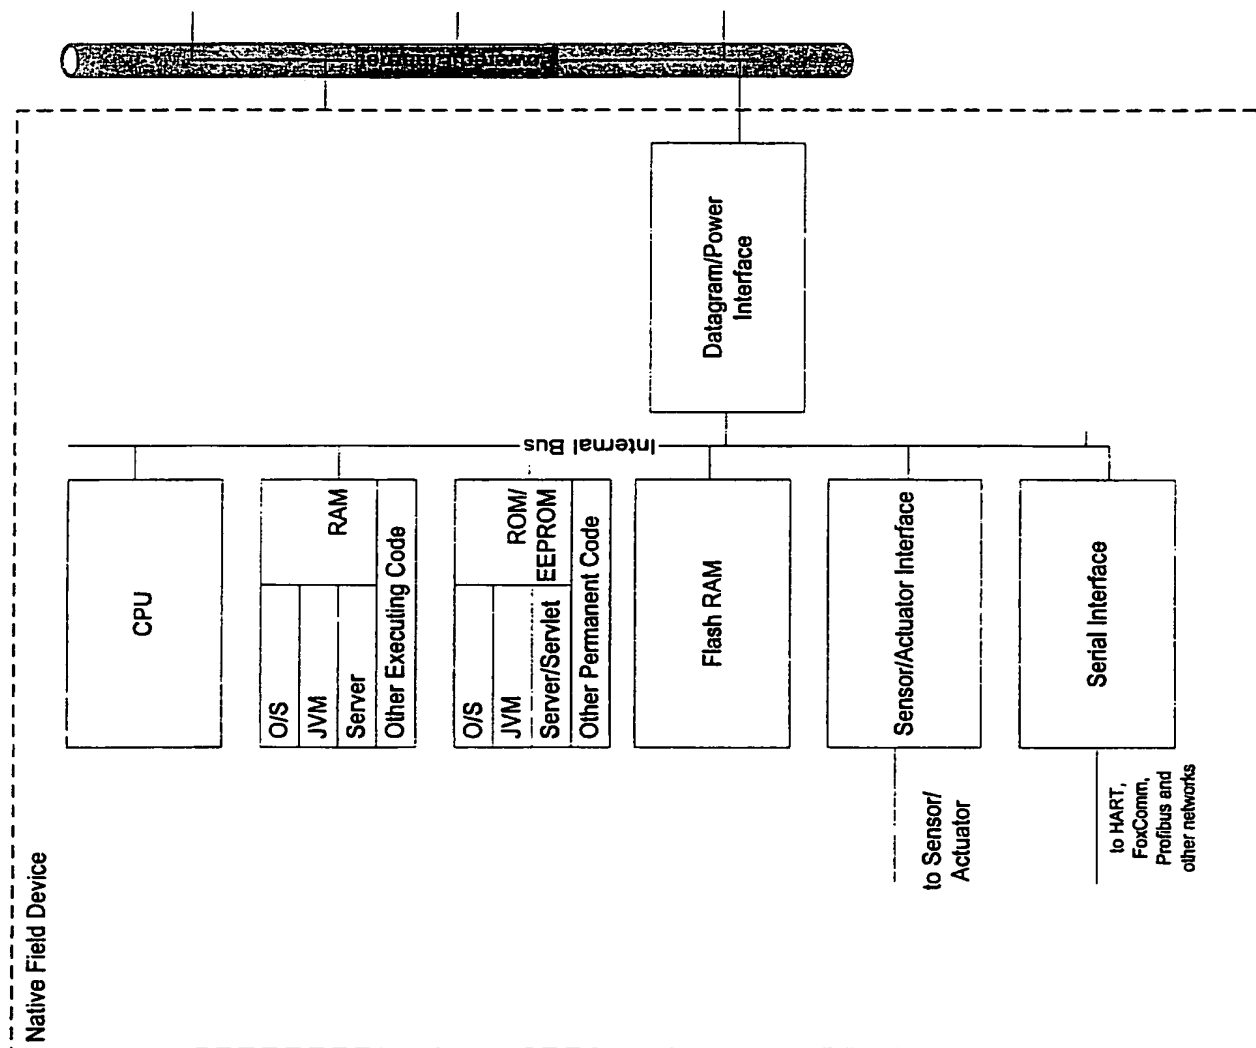 Native Field Device
CPU
O/S
JVM
Server
RAM
Other Executing Code
O/S
JVM
Server/Servlet
ROM/
EEPROM
Other Permanent Code
Flash RAM
Sensor/Actuator Interface
Serial Interface
to Sensor/
Actuator
to HART,
FoxComm,
Profibus and
other networks
Internal Bus
Datagram/Power
Interface